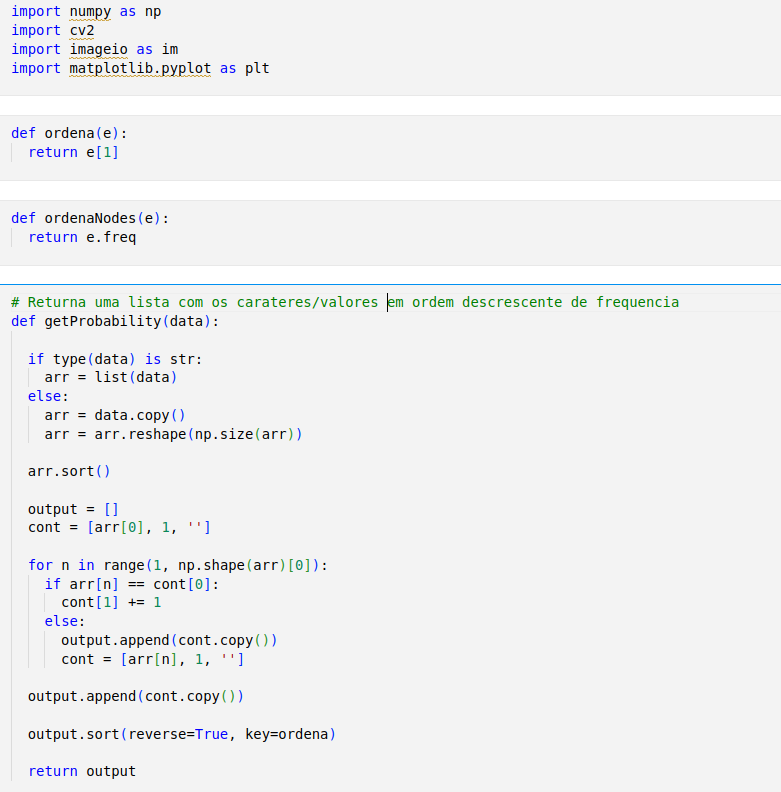 import numpy as np
import cv2
import imageio as im
import matplotlib.pyplot as plt
def ordena(e):
  return e[1]
def ordenaNodes(e):
  return e.freq
# Returna uma lista com os carateres/valores em ordem descrescente de frequencia
def getProbability(data):
  if type(data) is str:
    arr = list(data)
  else:
    arr = data.copy()
    arr = arr.reshape(np.size(arr))
  arr.sort()
  output = []
  cont = [arr[0], 1, '']
  for n in range(1, np.shape(arr)[0]):
    if arr[n] == cont[0]:
      cont[1] += 1
    else:
      output.append(cont.copy())
      cont = [arr[n], 1, '']
  output.append(cont.copy())
  output.sort(reverse=True, key=ordena)
  return output